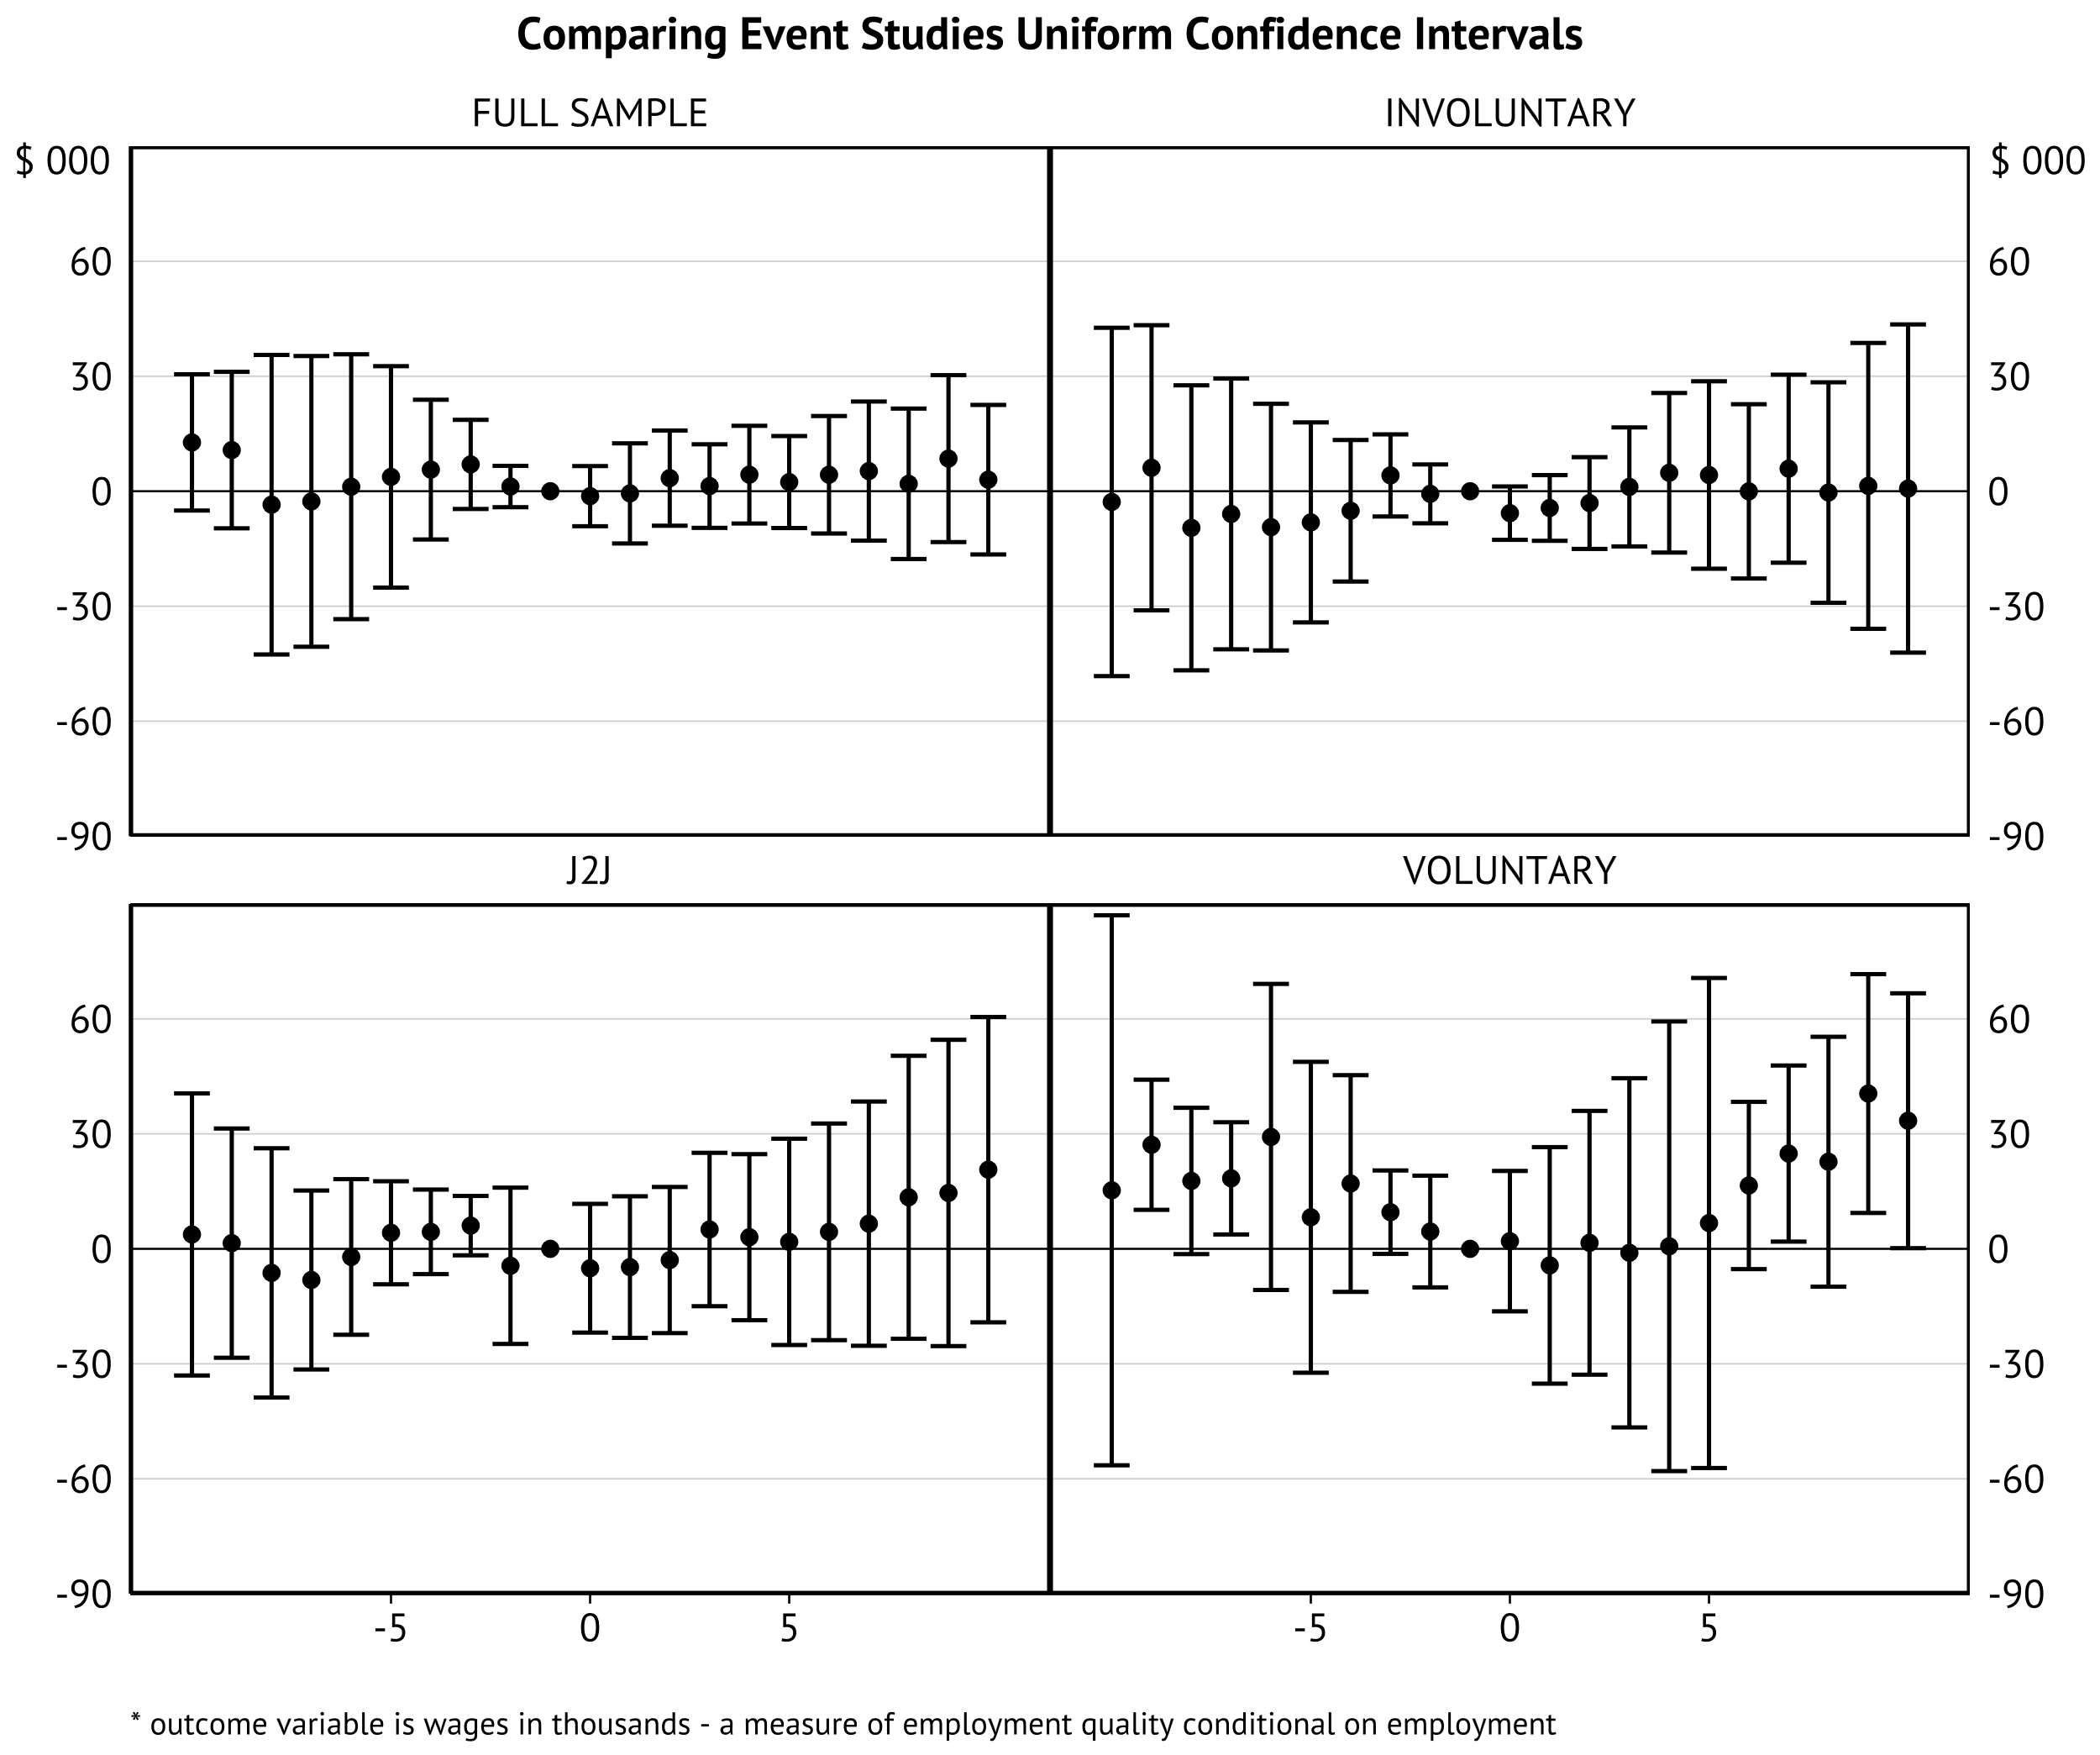 Comparing Event Studies Uniform Confidence Intervals
FULL SAMPLE INVOLUNTARY
$ 000 $ 000
60 60
30 30
0 0
-30 -30
-60 -60
-90 -90
J2J VOLUNTARY
60 60
30 30
0 0
-30 -30
-60 -60
-90 -90
-5 0 5 -5 0 5
* outcome variable is wages in thousands - a measure of employment quality conditional on employment